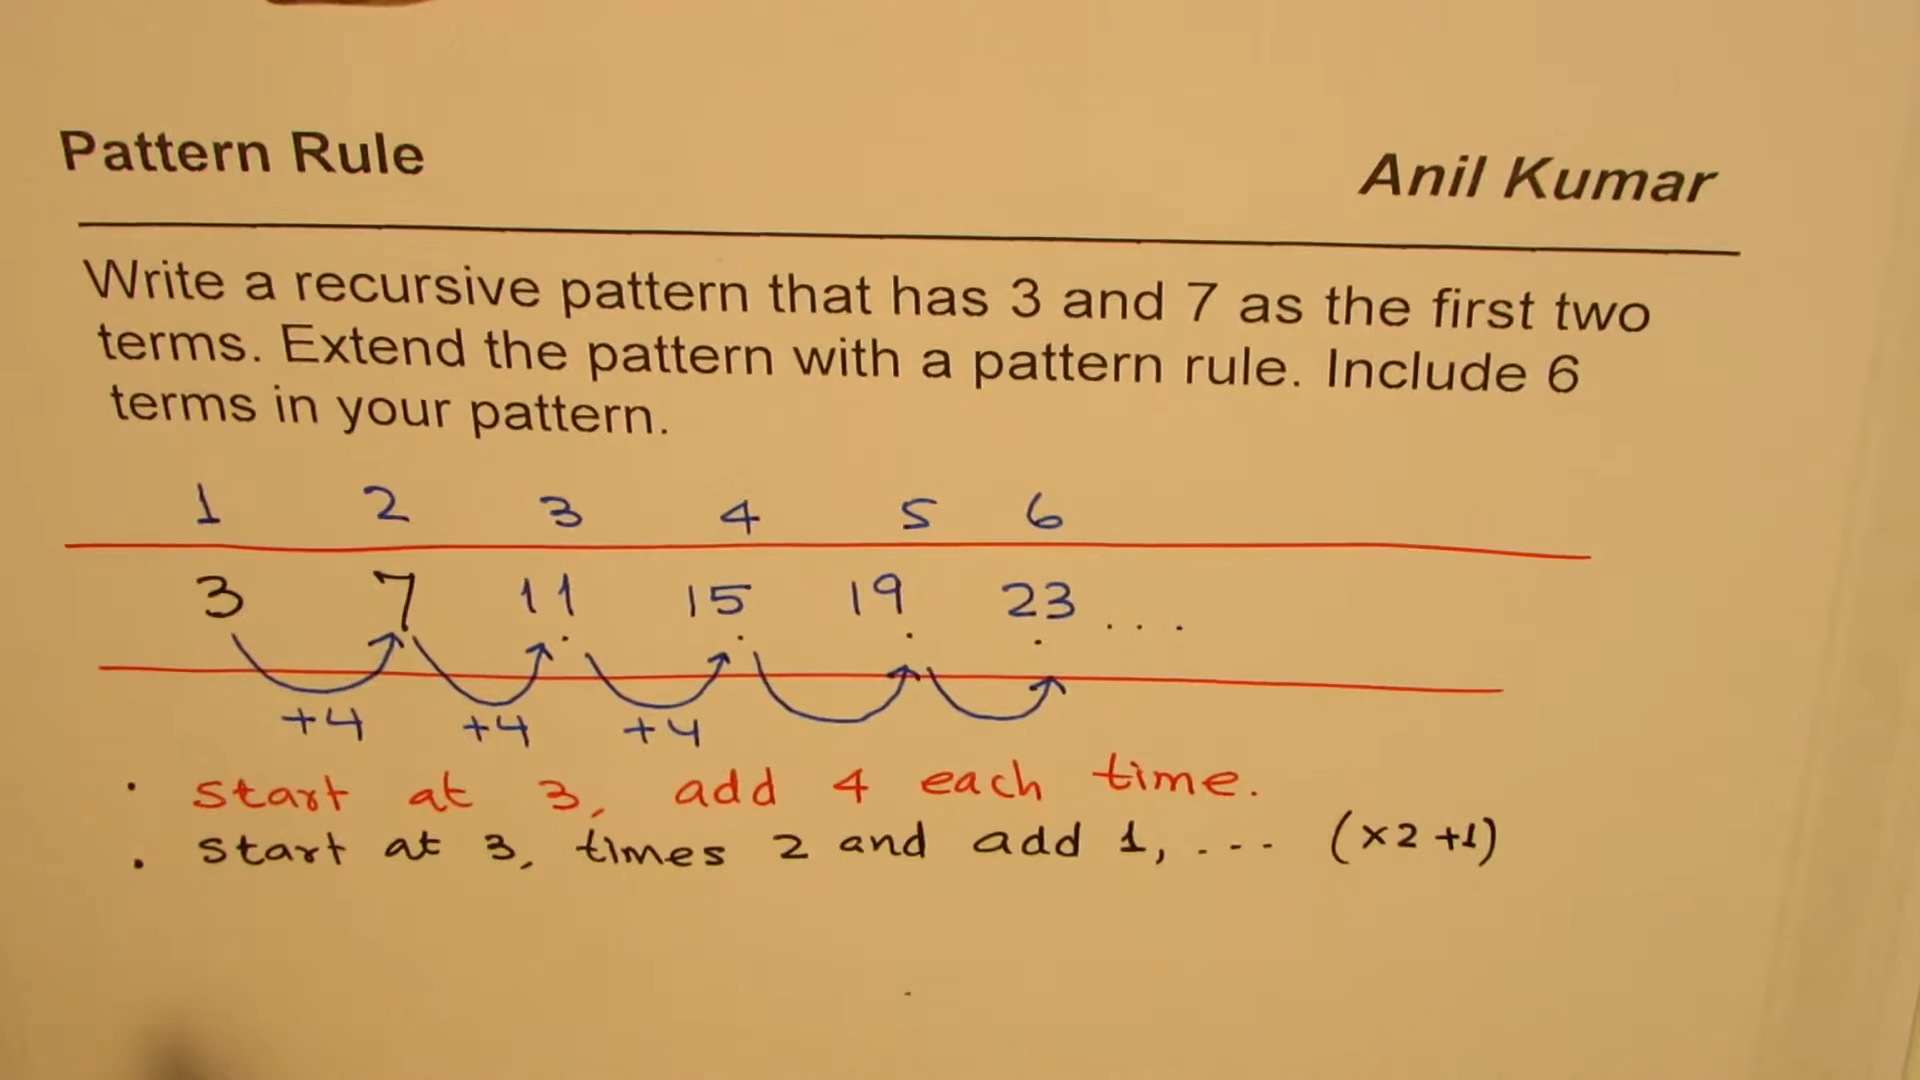 Pattern Rule
Anil Kumar
Write a recursive pattern that has 3 and 7 as the first two
terms. Extend the pattern with a pattern rule. Include 6
terms in your pattern.
1 2 3 4 5 6
3 7 11 15 19 23 ...
+4 +4 +4
· start at 3, add 4 each time.
· start at 3, times 2 and add 1, --- (×2 +1)